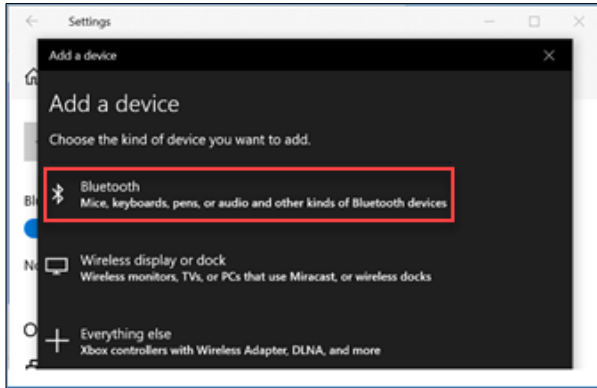 Settings
Add a device
Add a device
Choose the kind of device you want to add.
Bluetooth
Mice, keyboards, pens, or audio and other kinds of Bluetooth devices
Wireless display or dock
Wireless monitors, TVs, or PCs that use Miracast, or wireless docks
Everything else
Xbox controllers with Wireless Adapter, DLNA, and more